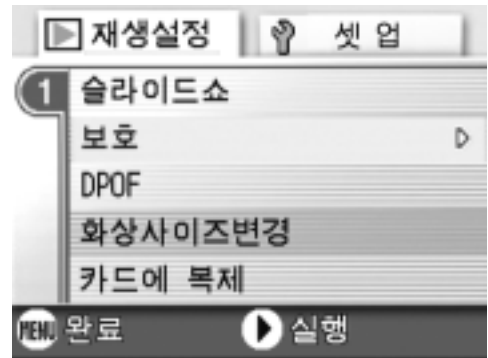 재생설정 셋 업
1 슬라이드쇼
보호
DPOF
화상사이즈변경
카드에 복제
MENU 완료 실행